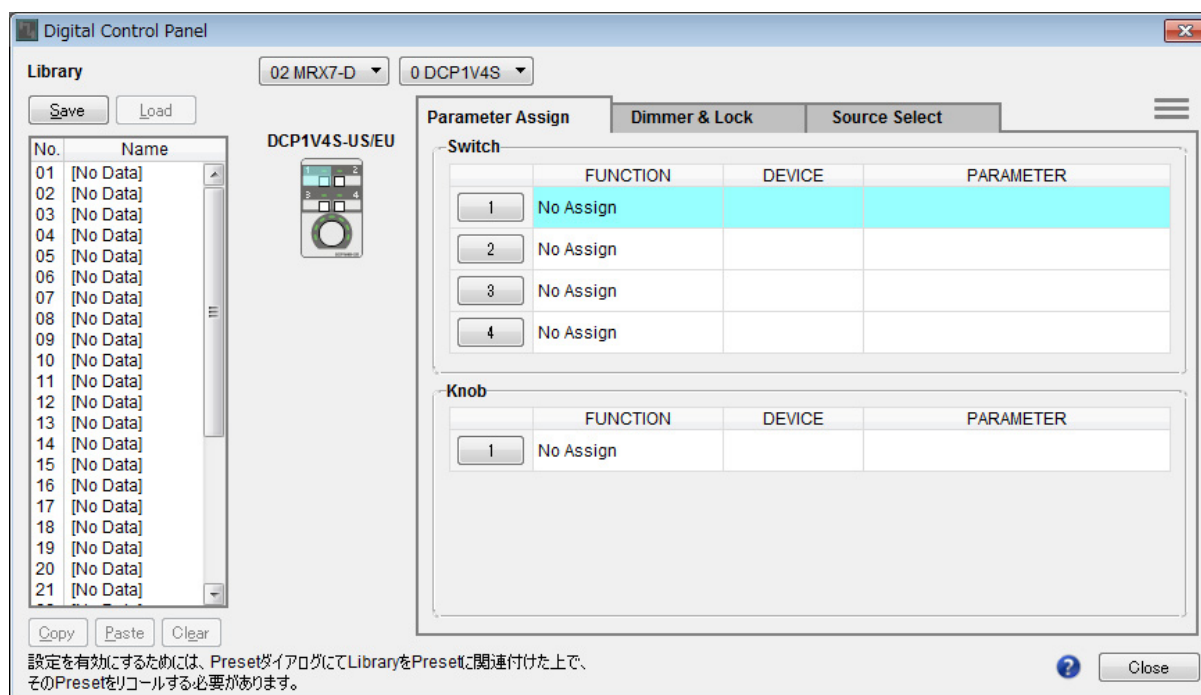 Digital Control Panel
Library
02 MRX7-D
0 DCP1V4S
Save
Load
Parameter Assign
Dimmer & Lock
Source Select
DCP1V4S-US/EU
1 2
3 4
No. Name
01 [No Data]
02 [No Data]
03 [No Data]
04 [No Data]
05 [No Data]
06 [No Data]
07 [No Data]
08 [No Data]
09 [No Data]
10 [No Data]
11 [No Data]
12 [No Data]
13 [No Data]
14 [No Data]
15 [No Data]
16 [No Data]
17 [No Data]
18 [No Data]
19 [No Data]
20 [No Data]
21 [No Data]
Switch
FUNCTION DEVICE PARAMETER
1 No Assign
2 No Assign
3 No Assign
4 No Assign
Knob
FUNCTION DEVICE PARAMETER
1 No Assign
Copy
Paste
Clear
設定を有効にするためには、PresetダイアログにてLibraryをPresetに関連付けた上で、
そのPresetをリコールする必要があります。
?
Close